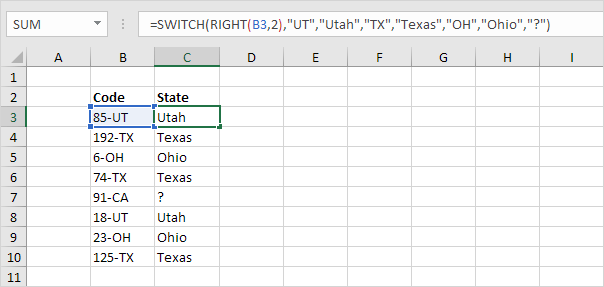 SUM =SWITCH(RIGHT(B3,2),"UT","Utah","TX","Texas","OH","Ohio","?")
A B C D E F G H I
1
2 Code State
3 85-UT Utah
4 192-TX Texas
5 6-OH Ohio
6 74-TX Texas
7 91-CA ?
8 18-UT Utah
9 23-OH Ohio
10 125-TX Texas
11